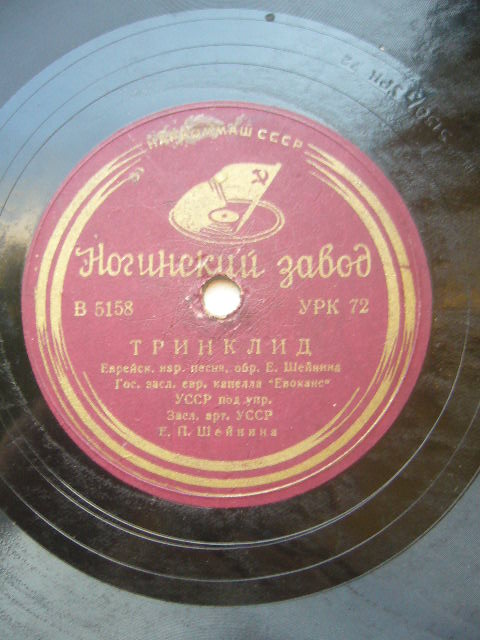 НАРКОММАШ СССР
Ногинский завод
В 5158
УРК 72
ТРИНКЛИД
Еврейск. нар. песня, обр. Е. Шейнина
Гос. засл. евр. капелла "Евоканс"
УССР под упр.
Засл. арт. УССР
Е. П. Шейнина